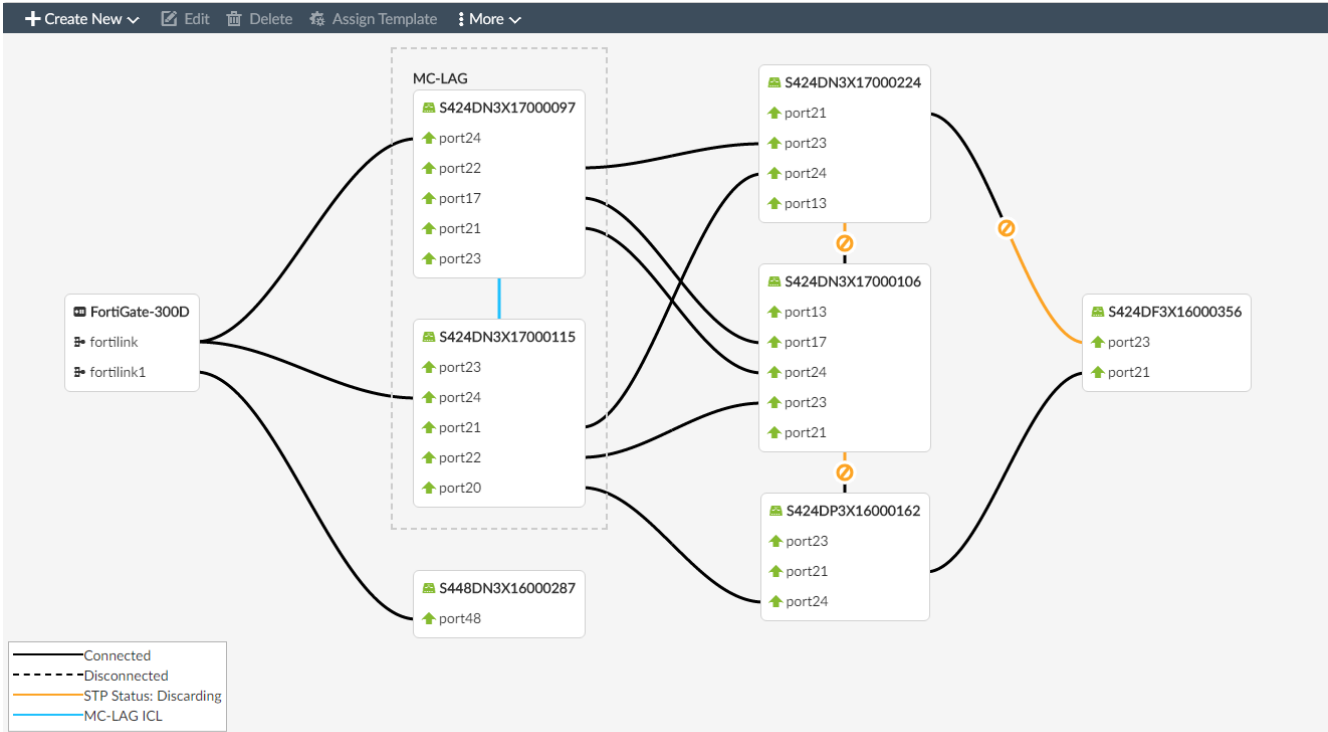 Create New Edit Delete Assign Template More
MC-LAG
S424DN3X17000097
port24
port22
port17
port21
port23
S424DN3X17000115
port23
port24
port21
port22
port20
S448DN3X16000287
port48
FortiGate-300D
fortilink
fortilink1
S424DN3X17000224
port21
port23
port24
port13
S424DN3X17000106
port13
port17
port24
port23
port21
S424DP3X16000162
port23
port21
port24
S424DF3X16000356
port23
port21
Connected
Disconnected
STP Status: Discarding
MC-LAG ICL